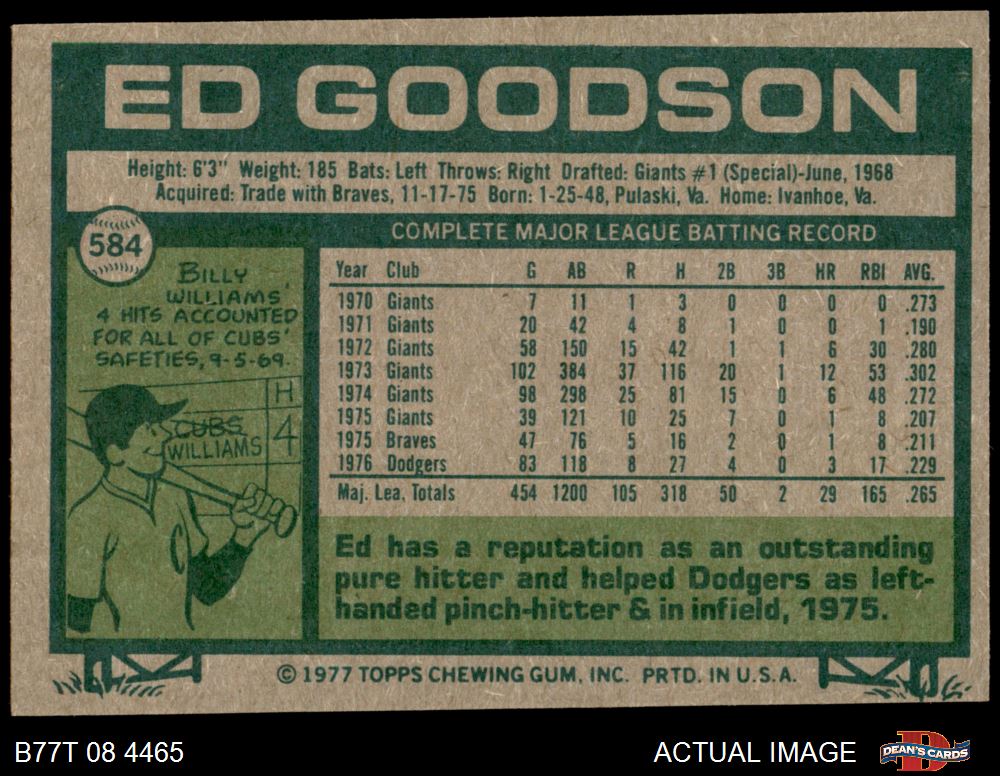 ED GOODSON
Height: 6'3" Weight: 185 Bats: Left Throws: Right Drafted: Giants #1 (Special)-June, 1968
Acquired: Trade with Braves, 11-17-75 Born: 1-25-48, Pulaski, Va. Home: Ivanhoe, Va.
584
BILLY
WILLIAMS'
4 HITS ACCOUNTED
FOR ALL OF CUBS'
SAFETIES, 9-5-69.
H
CUBS
WILLIAMS 4
C
COMPLETE MAJOR LEAGUE BATTING RECORD
Year Club G AB R H 2B 3B HR RBI AVG.
1970 Giants 7 11 1 3 0 0 0 0 .273
1971 Giants 20 42 4 8 1 0 0 1 .190
1972 Giants 58 150 15 42 1 1 6 30 .280
1973 Giants 102 384 37 116 20 1 12 53 .302
1974 Giants 98 298 25 81 15 0 6 48 .272
1975 Giants 39 121 10 25 7 0 1 8 .207
1975 Braves 47 76 5 16 2 0 1 8 .211
1976 Dodgers 83 118 8 27 4 0 3 17 .229
Maj. Lea. Totals 454 1200 105 318 50 2 29 165 .265
Ed has a reputation as an outstanding
pure hitter and helped Dodgers as left-
handed pinch-hitter & in infield, 1975.
© 1977 TOPPS CHEWING GUM, INC. PRTD. IN U.S.A.
B77T 08 4465
ACTUAL IMAGE
D
DEAN'S CARDS